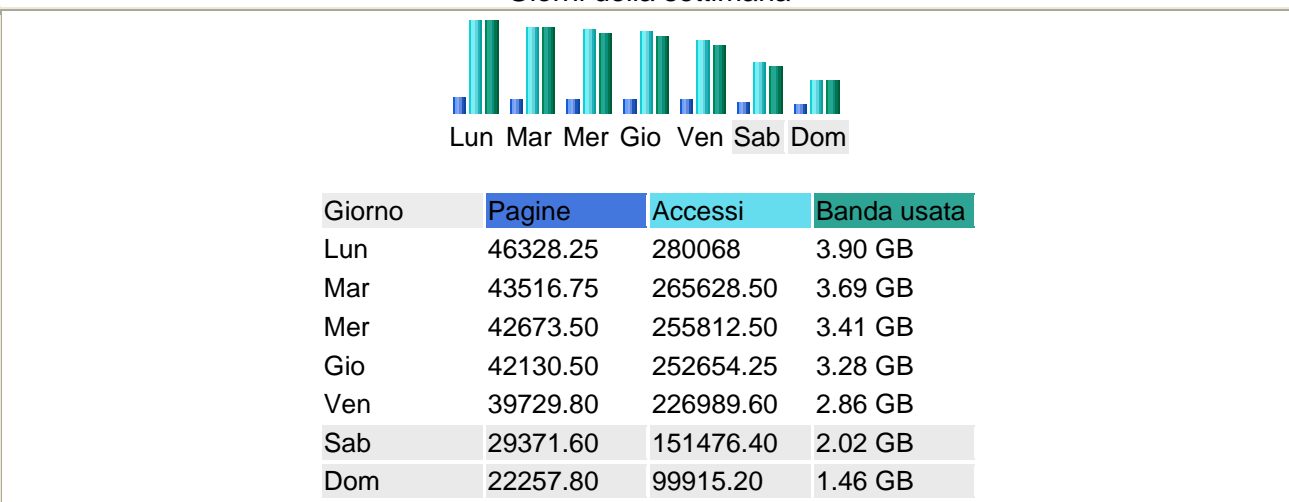 Giorni della settimana
Lun Mar Mer Gio Ven Sab Dom
Giorno Pagine Accessi Banda usata
Lun 46328.25 280068 3.90 GB
Mar 43516.75 265628.50 3.69 GB
Mer 42673.50 255812.50 3.41 GB
Gio 42130.50 252654.25 3.28 GB
Ven 39729.80 226989.60 2.86 GB
Sab 29371.60 151476.40 2.02 GB
Dom 22257.80 99915.20 1.46 GB